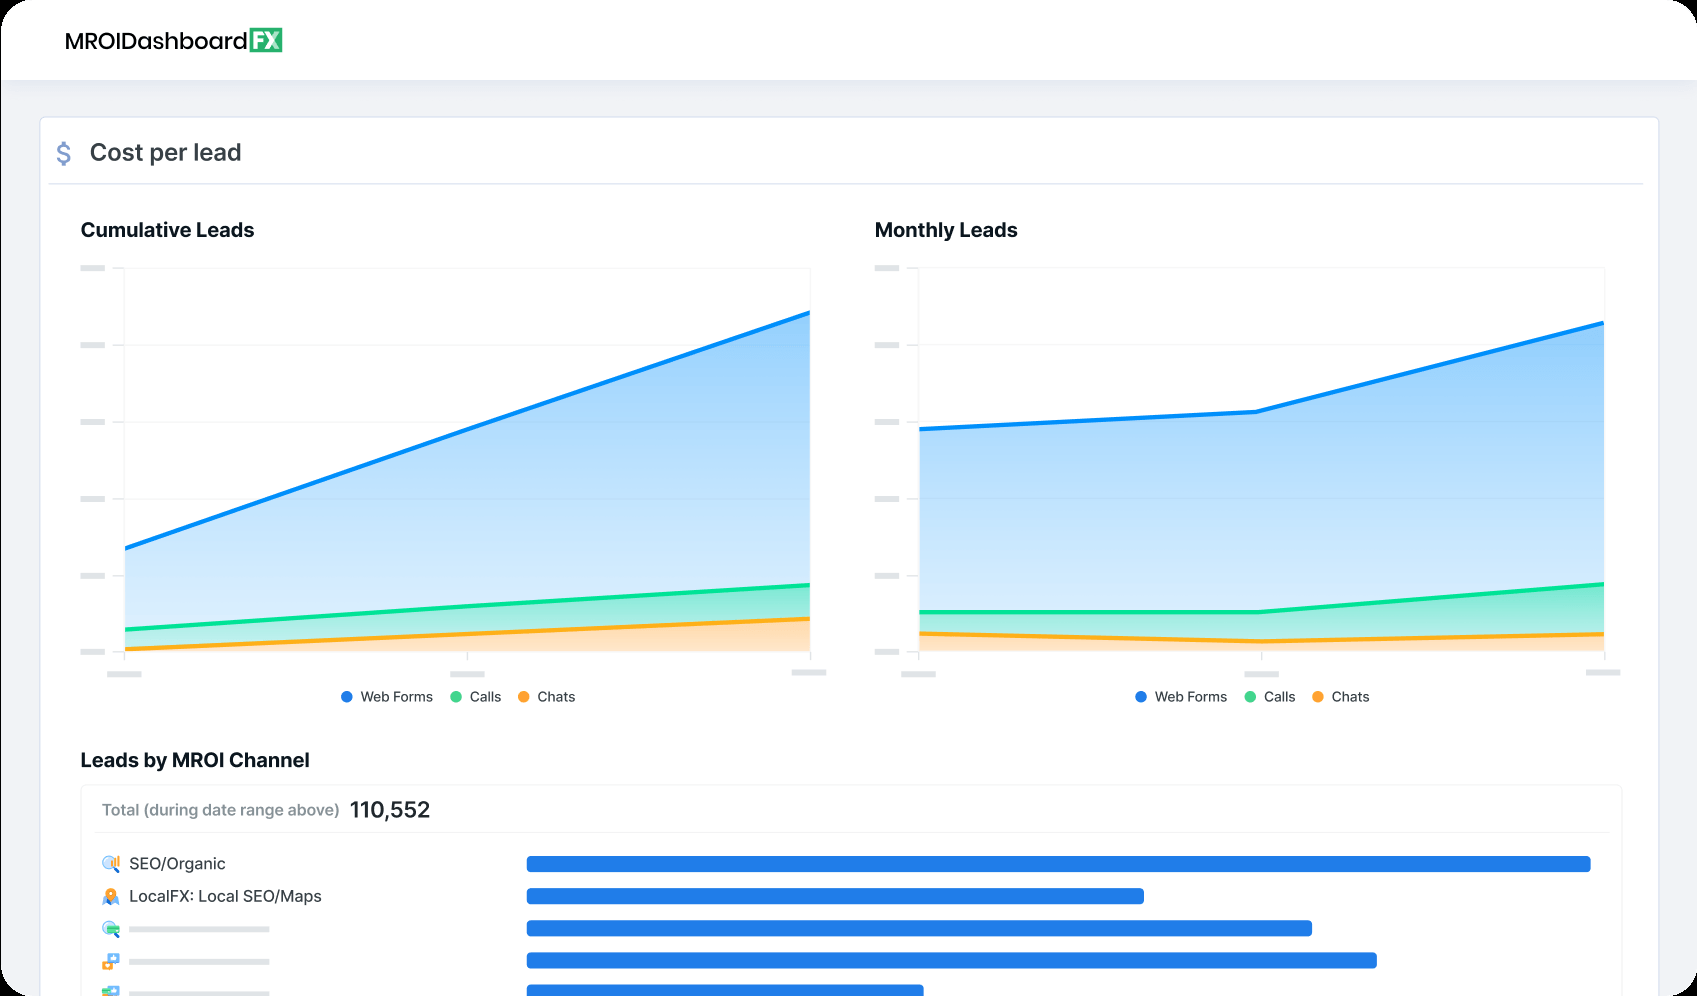 MROIDashboardFX
$ Cost per lead
Cumulative Leads
Web Forms Calls Chats
Monthly Leads
Web Forms Calls Chats
Leads by MROI Channel
Total (during date range above) 110,552
SEO/Organic
LocalFX: Local SEO/Maps